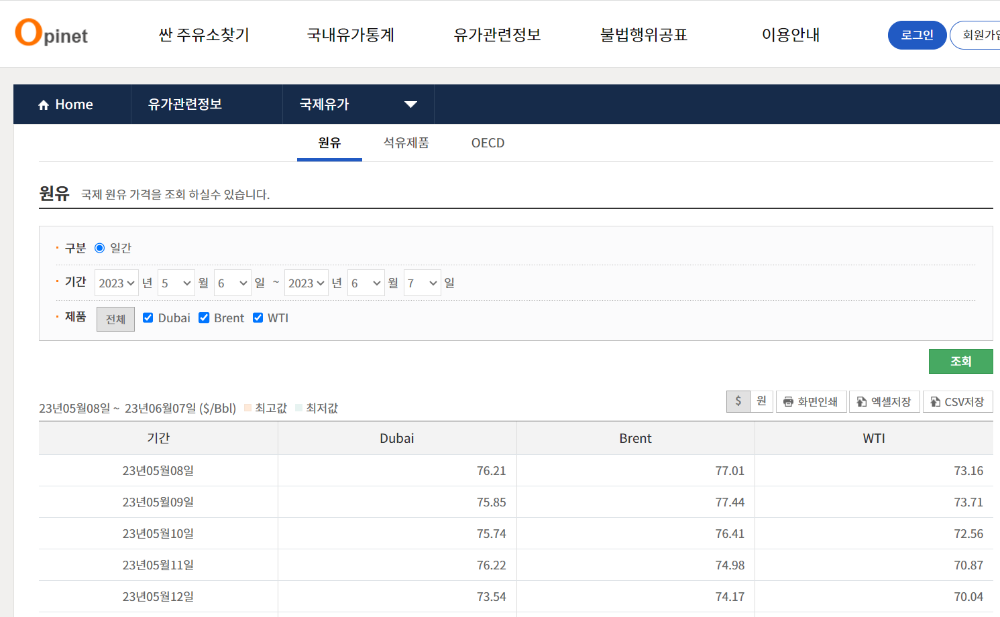 Opinet
싼 주유소찾기 국내유가통계 유가관련정보 불법행위공표 이용안내 로그인 회원가입
Home 유가관련정보 국제유가
원유 석유제품 OECD
원유 국제 원유 가격을 조회 하실수 있습니다.
구분 일간
기간 2023 년 5 월 6 일 ~ 2023 년 6 월 7 일
제품 전체 Dubai Brent WTI
조회
23년05월08일 ~ 23년06월07일 ($/Bbl) 최고값 최저값 $ 원 화면인쇄 엑셀저장 CSV저장
기간 Dubai Brent WTI
23년05월08일 76.21 77.01 73.16
23년05월09일 75.85 77.44 73.71
23년05월10일 75.74 76.41 72.56
23년05월11일 76.22 74.98 70.87
23년05월12일 73.54 74.17 70.04